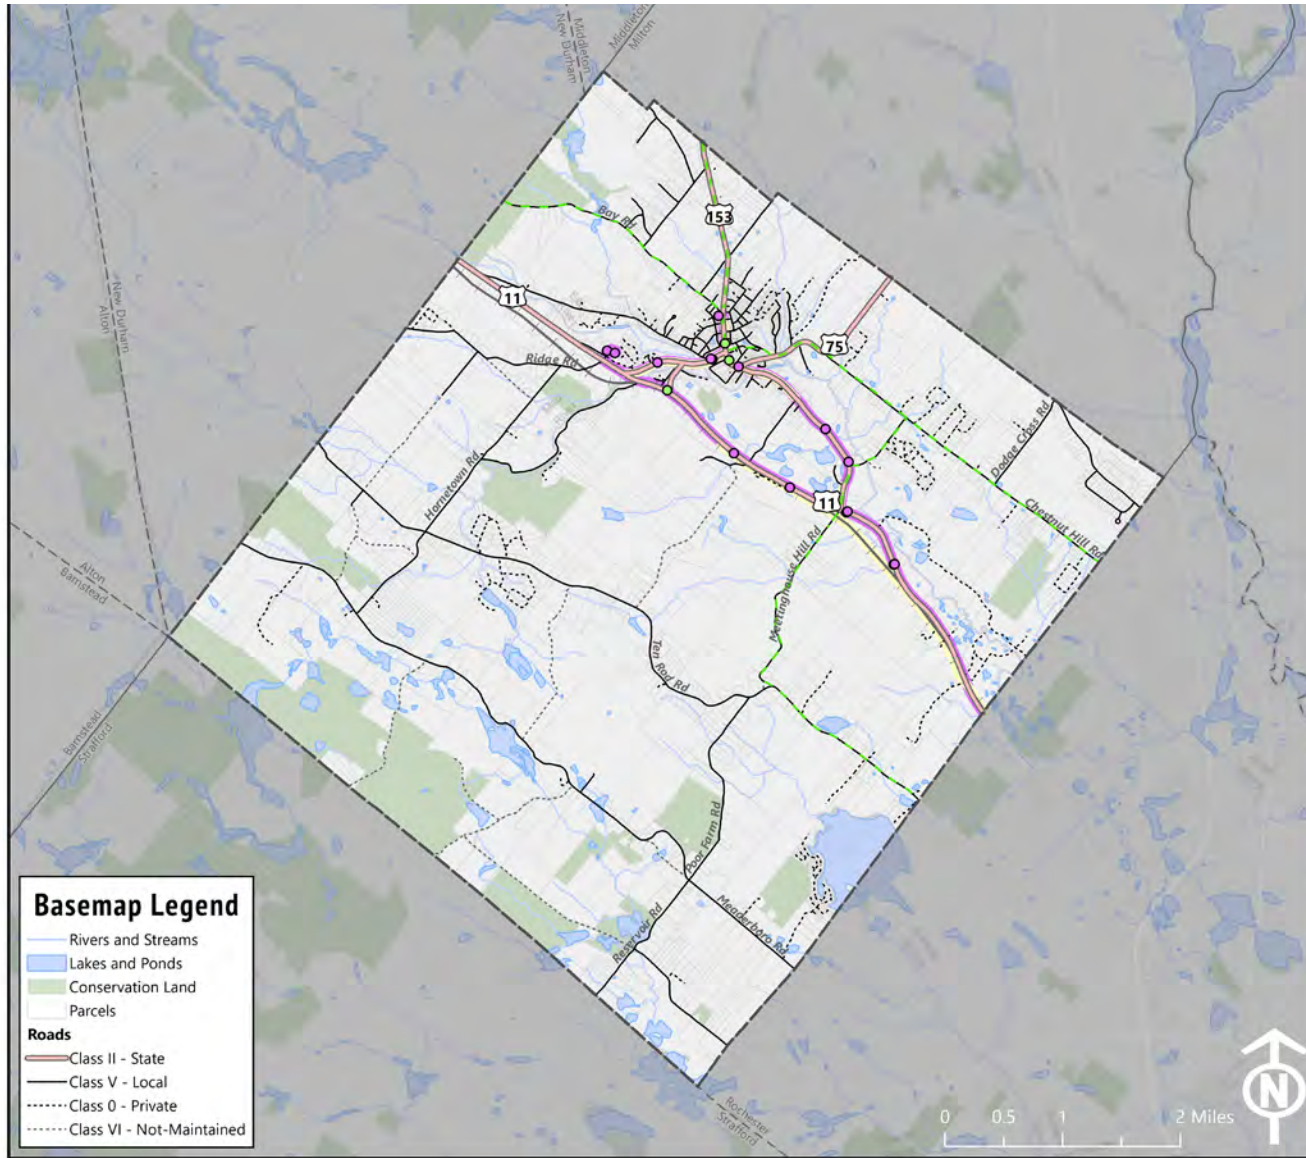 Middleton
New Durham
Middleton
Milton
153
Bay Rd
11
New Durham
Alton
75
Ridge Rd
Dodge Cross Rd
Hornetown Rd
11
Chestnut Hill Rd
Meetinghouse Hill Rd
Alton
Barnstead
Ten Rod Rd
Barnstead
Strafford
Poor Farm Rd
Meaderboro Rd
Reservoir Rd
Basemap Legend
Rivers and Streams
Lakes and Ponds
Conservation Land
Parcels
Roads
Class II - State
Class V - Local
Class 0 - Private
Class VI - Not-Maintained
Rochester
Strafford
0 0.5 1 2 Miles
N